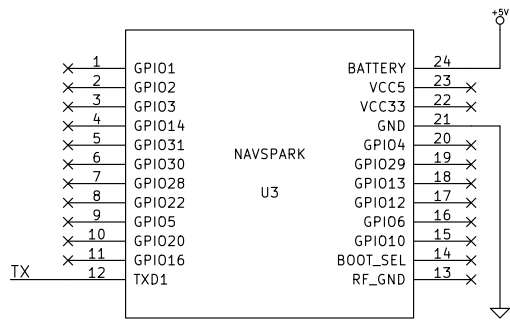 +5V
1 GPIO1 BATTERY 24
2 GPIO2 VCC5 23
3 GPIO3 VCC33 22
4 GPIO14 GND 21
5 GPIO31 GPIO4 20
6 GPIO30 NAVSPARK GPIO29 19
7 GPIO28 GPIO13 18
8 GPIO22 U3 GPIO12 17
9 GPIO5 GPIO6 16
10 GPIO20 GPIO10 15
11 GPIO16 BOOT_SEL 14
TX 12 TXD1 RF_GND 13